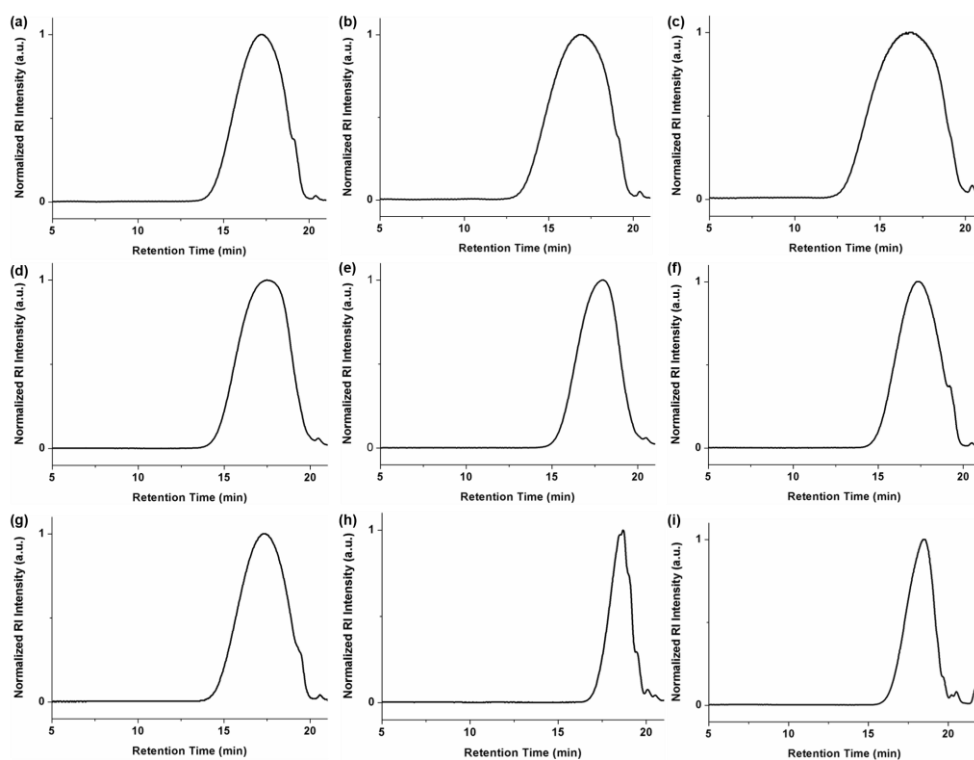 (a)
Normalized RI Intensity (a.u.)
1
0
5 10 15 20
Retention Time (min)
(b)
Normalized RI Intensity (a.u.)
1
0
5 10 15 20
Retention Time (min)
(c)
Normalized RI Intensity (a.u.)
1
0
5 10 15 20
Retention Time (min)
(d)
Normalized RI Intensity (a.u.)
1
0
5 10 15 20
Retention Time (min)
(e)
Normalized RI Intensity (a.u.)
1
0
5 10 15 20
Retention Time (min)
(f)
Normalized RI Intensity (a.u.)
1
0
5 10 15 20
Retention Time (min)
(g)
Normalized RI Intensity (a.u.)
1
0
5 10 15 20
Retention Time (min)
(h)
Normalized RI Intensity (a.u.)
1
0
5 10 15 20
Retention Time (min)
(i)
Normalized RI Intensity (a.u.)
1
0
5 10 15 20
Retention Time (min)